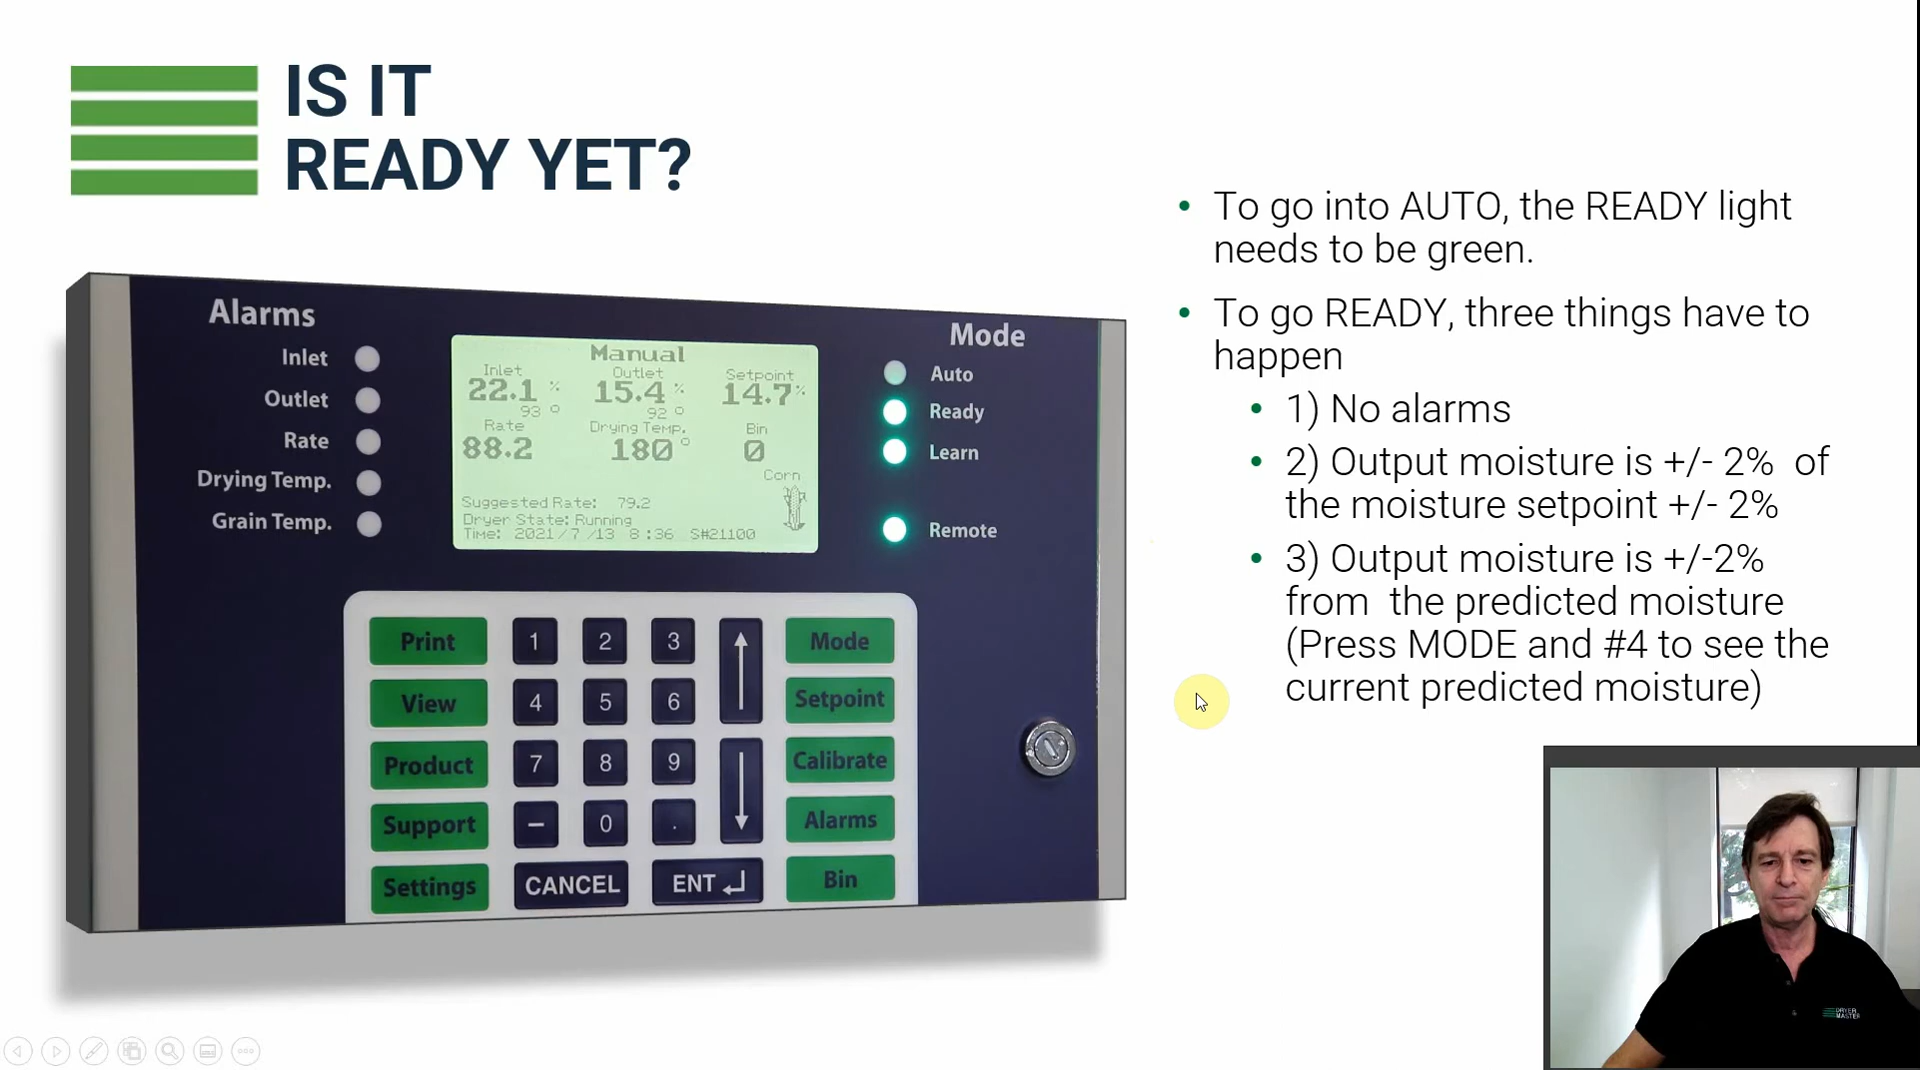 IS IT
READY YET?
• To go into AUTO, the READY light
needs to be green.
• To go READY, three things have to
happen
• 1) No alarms
• 2) Output moisture is +/- 2% of
the moisture setpoint +/- 2%
• 3) Output moisture is +/-2%
from the predicted moisture
(Press MODE and #4 to see the
current predicted moisture)
Alarms
Inlet
Outlet
Rate
Drying Temp.
Grain Temp.
Manual
Inlet Outlet Setpoint
22.1 % 15.4 % 14.7 %
93 ° 92 °
Rate Drying Temp. Bin
88.2 180 ° 0
Corn
Suggested Rate: 79.2
Dryer State: Running
Time: 2021/7 /13 8 :36 S#21100
Mode
Auto
Ready
Learn
Remote
Print 1 2 3 Mode
View 4 5 6 Setpoint
Product 7 8 9 Calibrate
Support – 0 . Alarms
Settings CANCEL ENT Bin
DRYER
MASTER